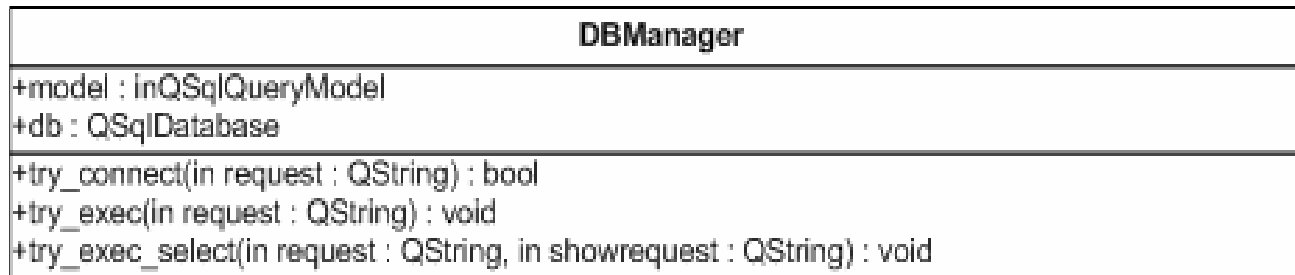 DBManager
+model : inQSqlQueryModel
+db : QSqlDatabase
+try_connect(in request : QString) : bool
+try_exec(in request : QString) : void
+try_exec_select(in request : QString, in showrequest : QString) : void